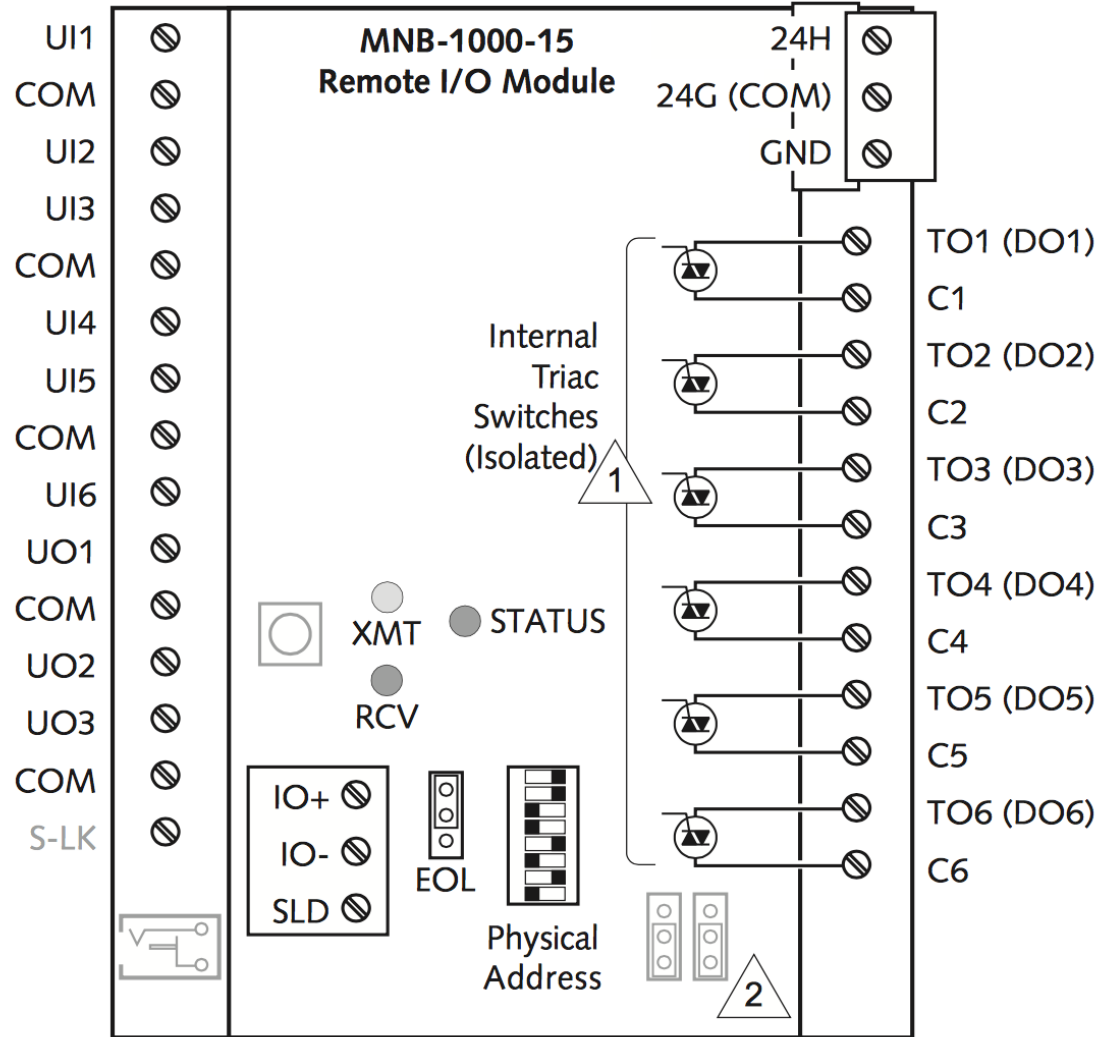 MNB-1000-15
Remote I/O Module
UI1
COM
UI2
UI3
COM
UI4
UI5
COM
UI6
UO1
COM
UO2
UO3
COM
S-LK
24H
24G (COM)
GND
TO1 (DO1)
C1
TO2 (DO2)
C2
TO3 (DO3)
C3
TO4 (DO4)
C4
TO5 (DO5)
C5
TO6 (DO6)
C6
Internal
Triac
Switches
(Isolated)
1
XMT
STATUS
RCV
IO+
IO-
SLD
EOL
Physical
Address
2